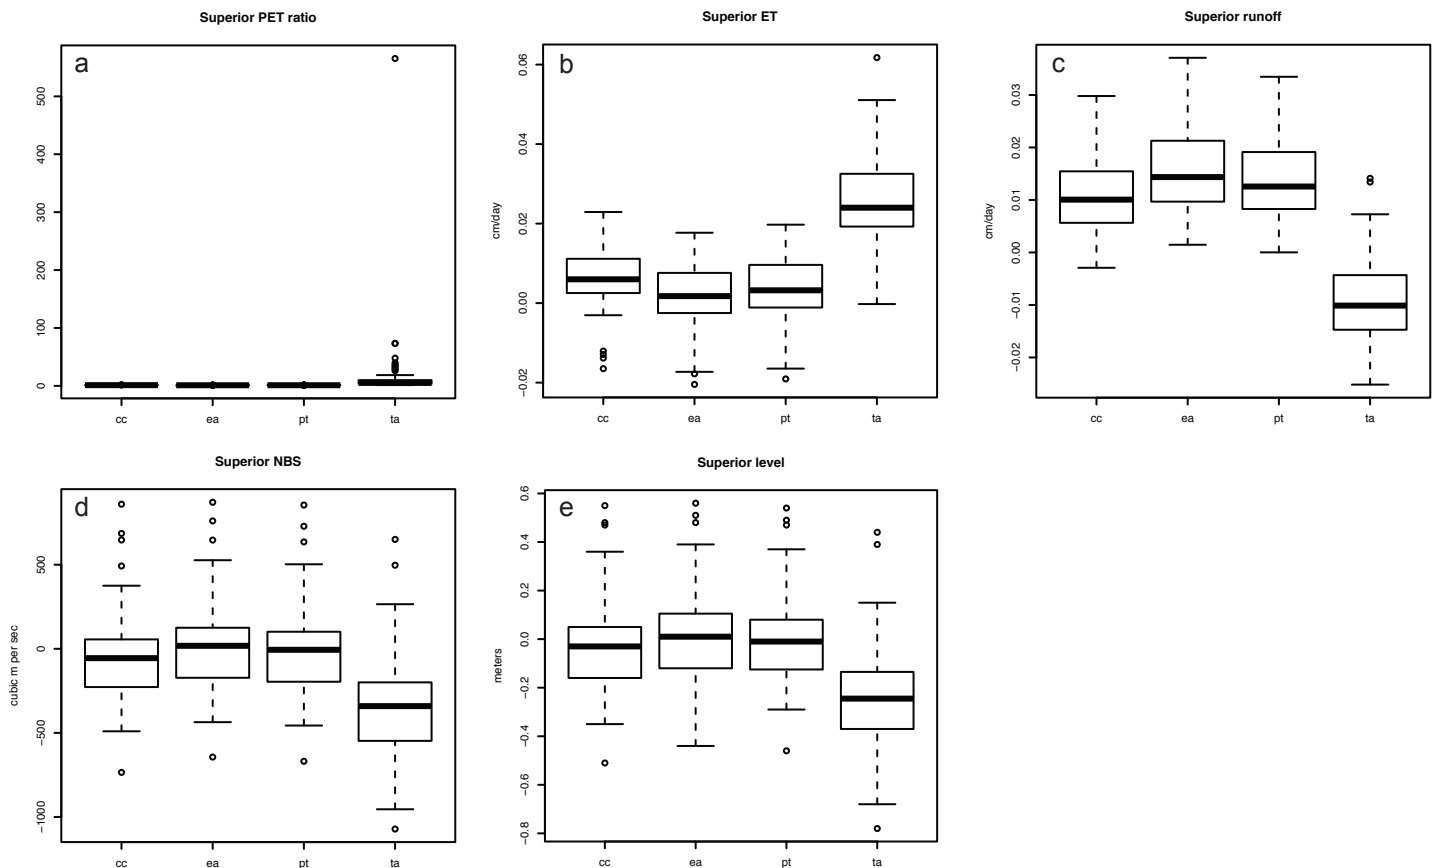 Superior PET ratio
a
500
400
300
200
100
0
cc ea pt ta
Superior ET
b
cm/day
0.06
0.04
0.02
0.00
−0.02
cc ea pt ta
Superior runoff
c
cm/day
0.03
0.02
0.01
0.00
−0.01
−0.02
cc ea pt ta
Superior NBS
d
cubic m per sec
500
0
−500
−1000
cc ea pt ta
Superior level
e
meters
0.6
0.4
0.2
0.0
−0.2
−0.4
−0.6
−0.8
cc ea pt ta